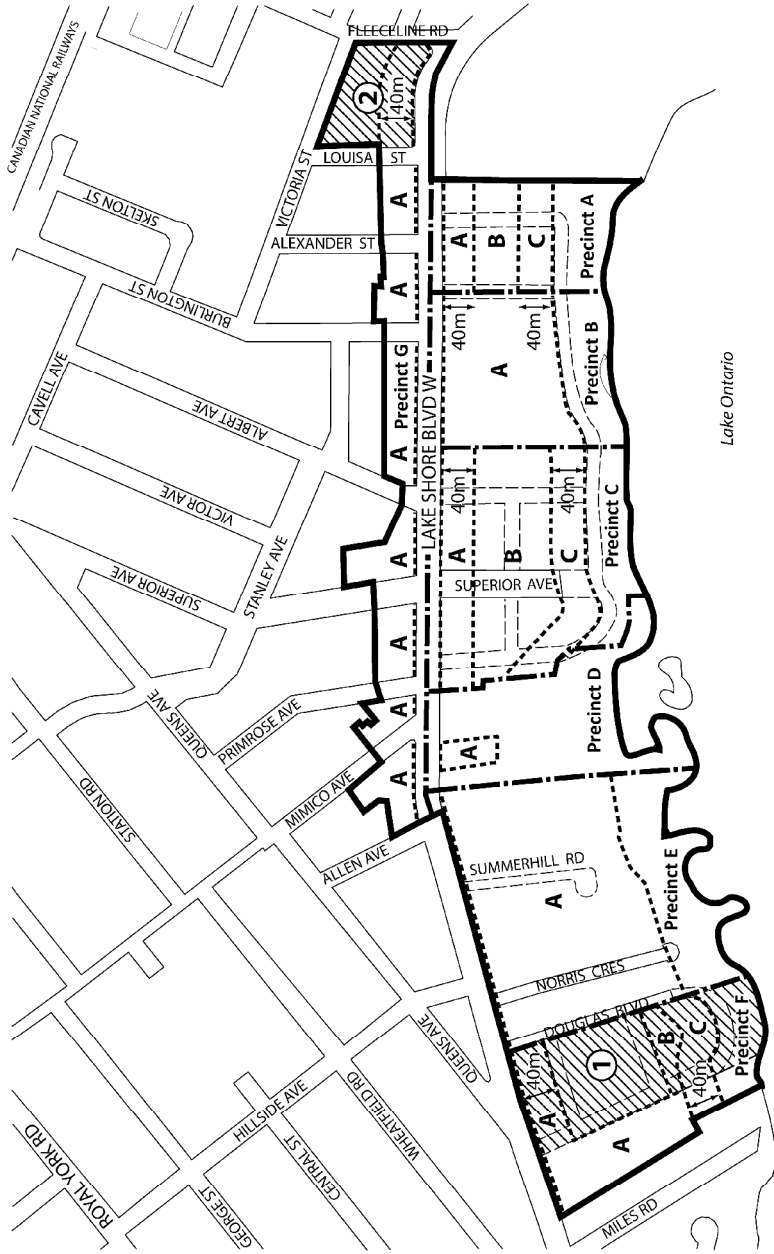 CANADIAN NATIONAL RAILWAYS
FLEECELINE RD
SKELTON ST
VICTORIA ST
LOUISA ST
2
40m
BURLINGTON ST
ALEXANDER ST
CAVELL AVE
ALBERT AVE
VICTOR AVE
SUPERIOR AVE
STANLEY AVE
QUEENS AVE
PRIMROSE AVE
STATION RD
MIMICO AVE
ALLEN AVE
QUEENS AVE
HILLSIDE AVE
WHEATFIELD RD
CENTRAL ST
GEORGE ST
ROYAL YORK RD
MILES RD
LAKE SHORE BLVD W
Precinct G
A
A
A
A
A
A
A
Precinct A
A
B
C
Precinct B
A
40m
40m
Precinct C
A
B
C
40m
40m
SUPERIOR AVE
Precinct D
A
Precinct E
A
SUMMERHILL RD
NORRIS CRES
DOUGLAS BLVD
Precinct F
A
40m
1
A
B
C
40m
Lake Ontario